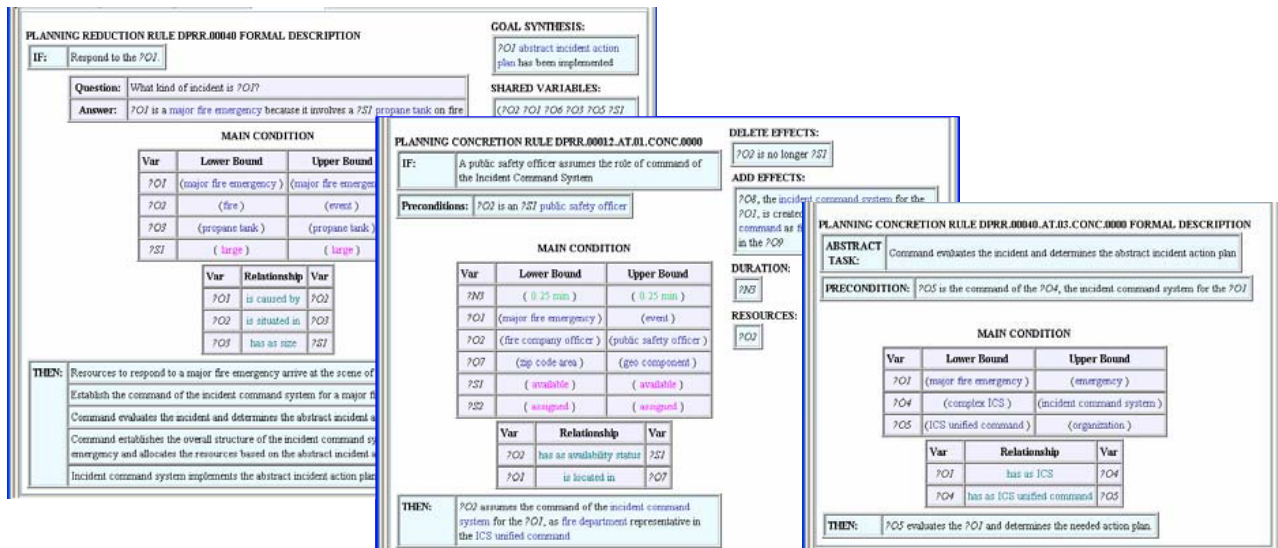 PLANNING REDUCTION RULE DPRR.00040 FORMAL DESCRIPTION
IF: Respond to the ?O1.
Question: What kind of incident is ?O1?
Answer: ?O1 is a major fire emergency because it involves a ?S1 propane tank on fire
MAIN CONDITION
Var Lower Bound Upper Bound
?O1 (major fire emergency) (major fire emergen
?O2 (fire) (event)
?O3 (propane tank) (propane tank)
?S1 (large) (large)
Var Relationship Var
?O1 is caused by ?O2
?O2 is situated in ?O3
?O3 has as size ?S1
THEN: Resources to respond to a major fire emergency arrive at the scene of
Establish the command of the incident command system for a major fi
Command evaluates the incident and determines the abstract incident a
Command establishes the overall structure of the incident command sy
emergency and allocates the resources based on the abstract incident a
Incident command system implements the abstract incident action plan
GOAL SYNTHESIS:
?O1 abstract incident action
plan has been implemented
SHARED VARIABLES:
(?O2 ?O1 ?O6 ?O3 ?O5 ?S1
PLANNING CONCRETION RULE DPRR.00012.AT.01.CONC.0000
IF: A public safety officer assumes the role of command of
the Incident Command System
Preconditions: ?O2 is an ?S1 public safety officer
MAIN CONDITION
Var Lower Bound Upper Bound
?N3 (0.25 min) (0.25 min)
?O1 (major fire emergency) (event)
?O2 (fire company officer) (public safety officer)
?O7 (zip code area) (geo component)
?S1 (available) (available)
?S2 (assigned) (assigned)
Var Relationship Var
?O2 has as availability status ?S1
?O1 is located in ?O7
THEN: ?O2 assumes the command of the incident command
system for the ?O1, as fire department representative in
the ICS unified command
DELETE EFFECTS:
?O2 is no longer ?S1
ADD EFFECTS:
?O8, the incident command system for the
?O1, is create
command as fi
in the ?O9
DURATION:
?N3
RESOURCES:
?O2
PLANNING CONCRETION RULE DPRR.00040.AT.03.CONC.0000 FORMAL DESCRIPTION
ABSTRACT
TASK: Command evaluates the incident and determines the abstract incident action plan
PRECONDITION: ?O5 is the command of the ?O4, the incident command system for the ?O1
MAIN CONDITION
Var Lower Bound Upper Bound
?O1 (major fire emergency) (emergency)
?O4 (complex ICS) (incident command system)
?O5 (ICS unified command) (organization)
Var Relationship Var
?O1 has as ICS ?O4
?O4 has as ICS unified command ?O5
THEN: ?O5 evaluates the ?O1 and determines the needed action plan.